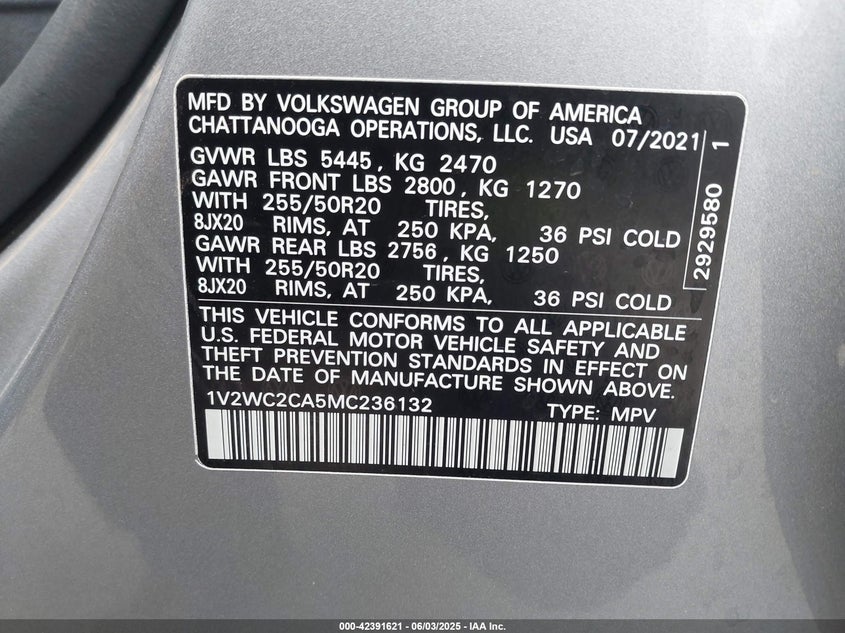 MFD BY VOLKSWAGEN GROUP OF AMERICA
CHATTANOOGA OPERATIONS, LLC. USA 07/2021
GVWR LBS 5445, KG 2470
GAWR FRONT LBS 2800, KG 1270
WITH 255/50R20 TIRES,
8JX20 RIMS, AT 250 KPA, 36 PSI COLD
GAWR REAR LBS 2756, KG 1250
WITH 255/50R20 TIRES,
8JX20 RIMS, AT 250 KPA, 36 PSI COLD
2929580 1
THIS VEHICLE CONFORMS TO ALL APPLICABLE
U.S. FEDERAL MOTOR VEHICLE SAFETY AND
THEFT PREVENTION STANDARDS IN EFFECT ON
THE DATE OF MANUFACTURE SHOWN ABOVE.
1V2WC2CA5MC236132 TYPE: MPV
000-42391621 - 06/03/2025 - IAA Inc.